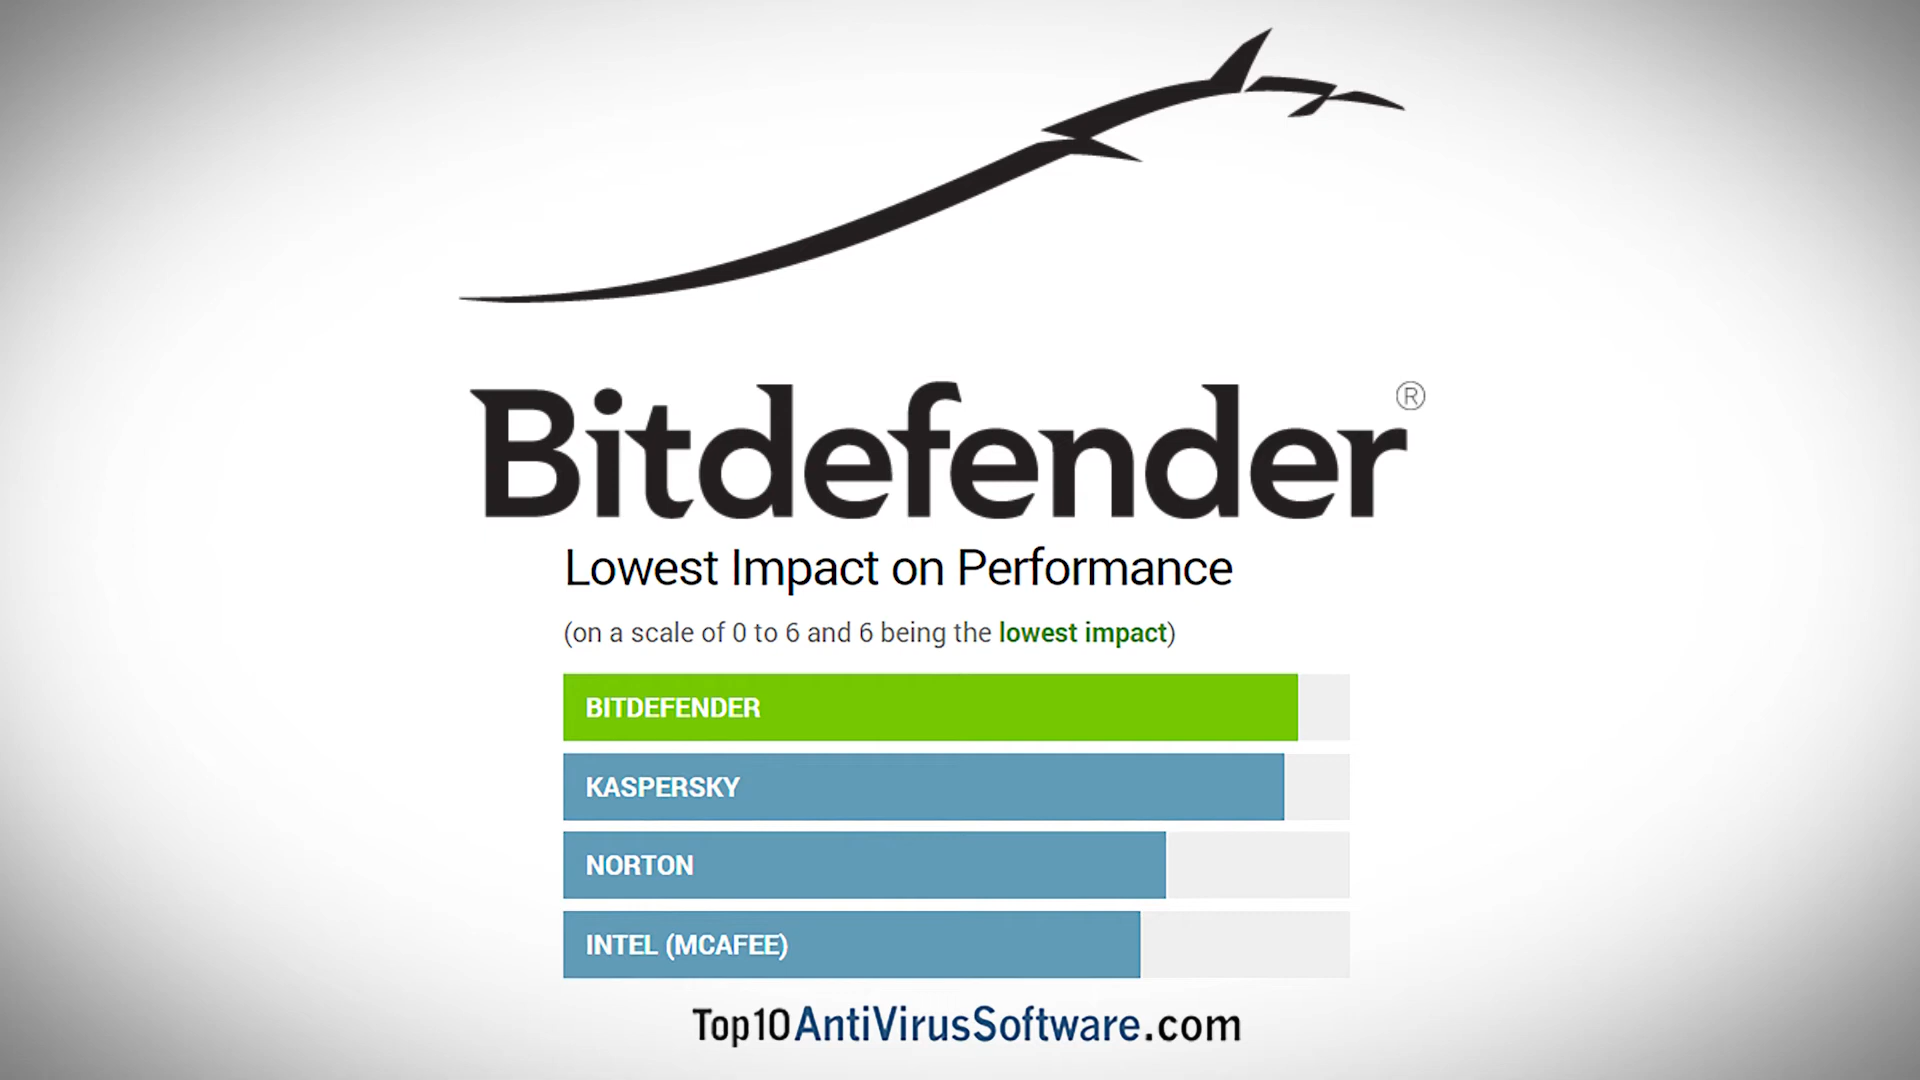 Bitdefender®
Lowest Impact on Performance
(on a scale of 0 to 6 and 6 being the lowest impact)
BITDEFENDER
KASPERSKY
NORTON
INTEL (MCAFEE)
Top10AntiVirusSoftware.com